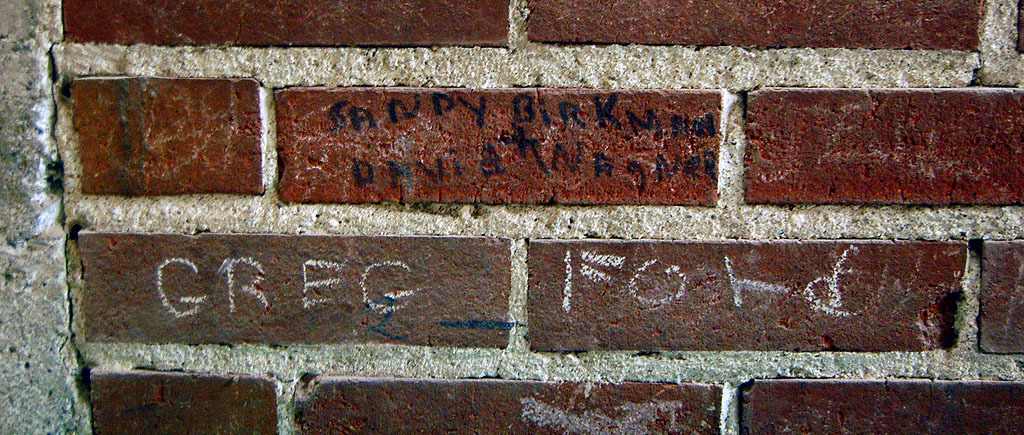 SANDY BIRKMAN
&
DAVID WAGNER
GREG FORd